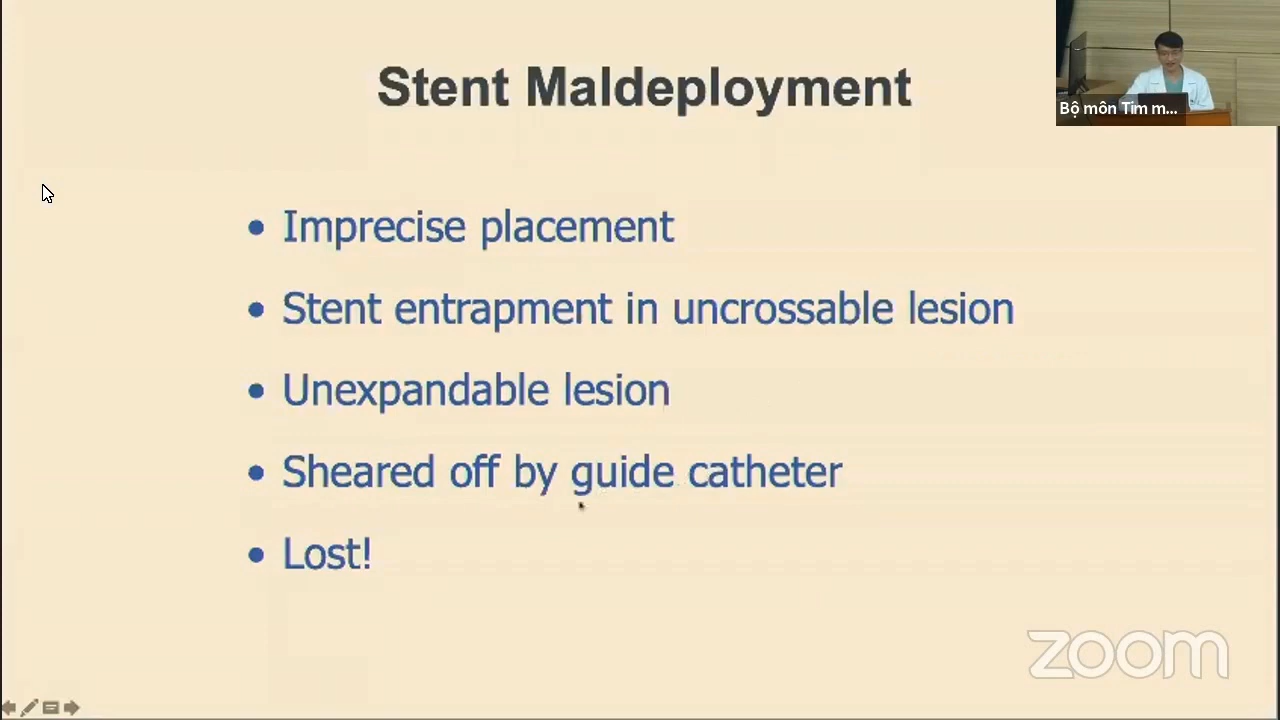 Stent Maldeployment
Bộ môn Tim m...
• Imprecise placement
• Stent entrapment in uncrossable lesion
• Unexpandable lesion
• Sheared off by guide catheter
• Lost!
zoom